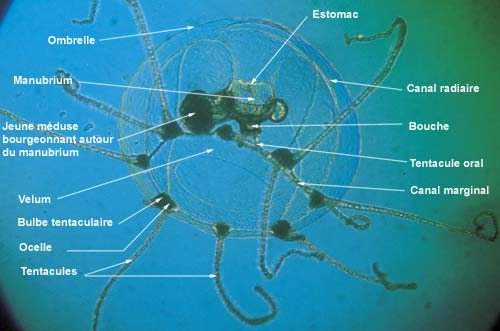 Estomac
Ombrelle
Manubrium
Canal radiaire
Jeune méduse
bourgeonnant autour
du manubrium
Bouche
Tentacule oral
Canal marginal
Velum
Bulbe tentaculaire
Ocelle
Tentacules